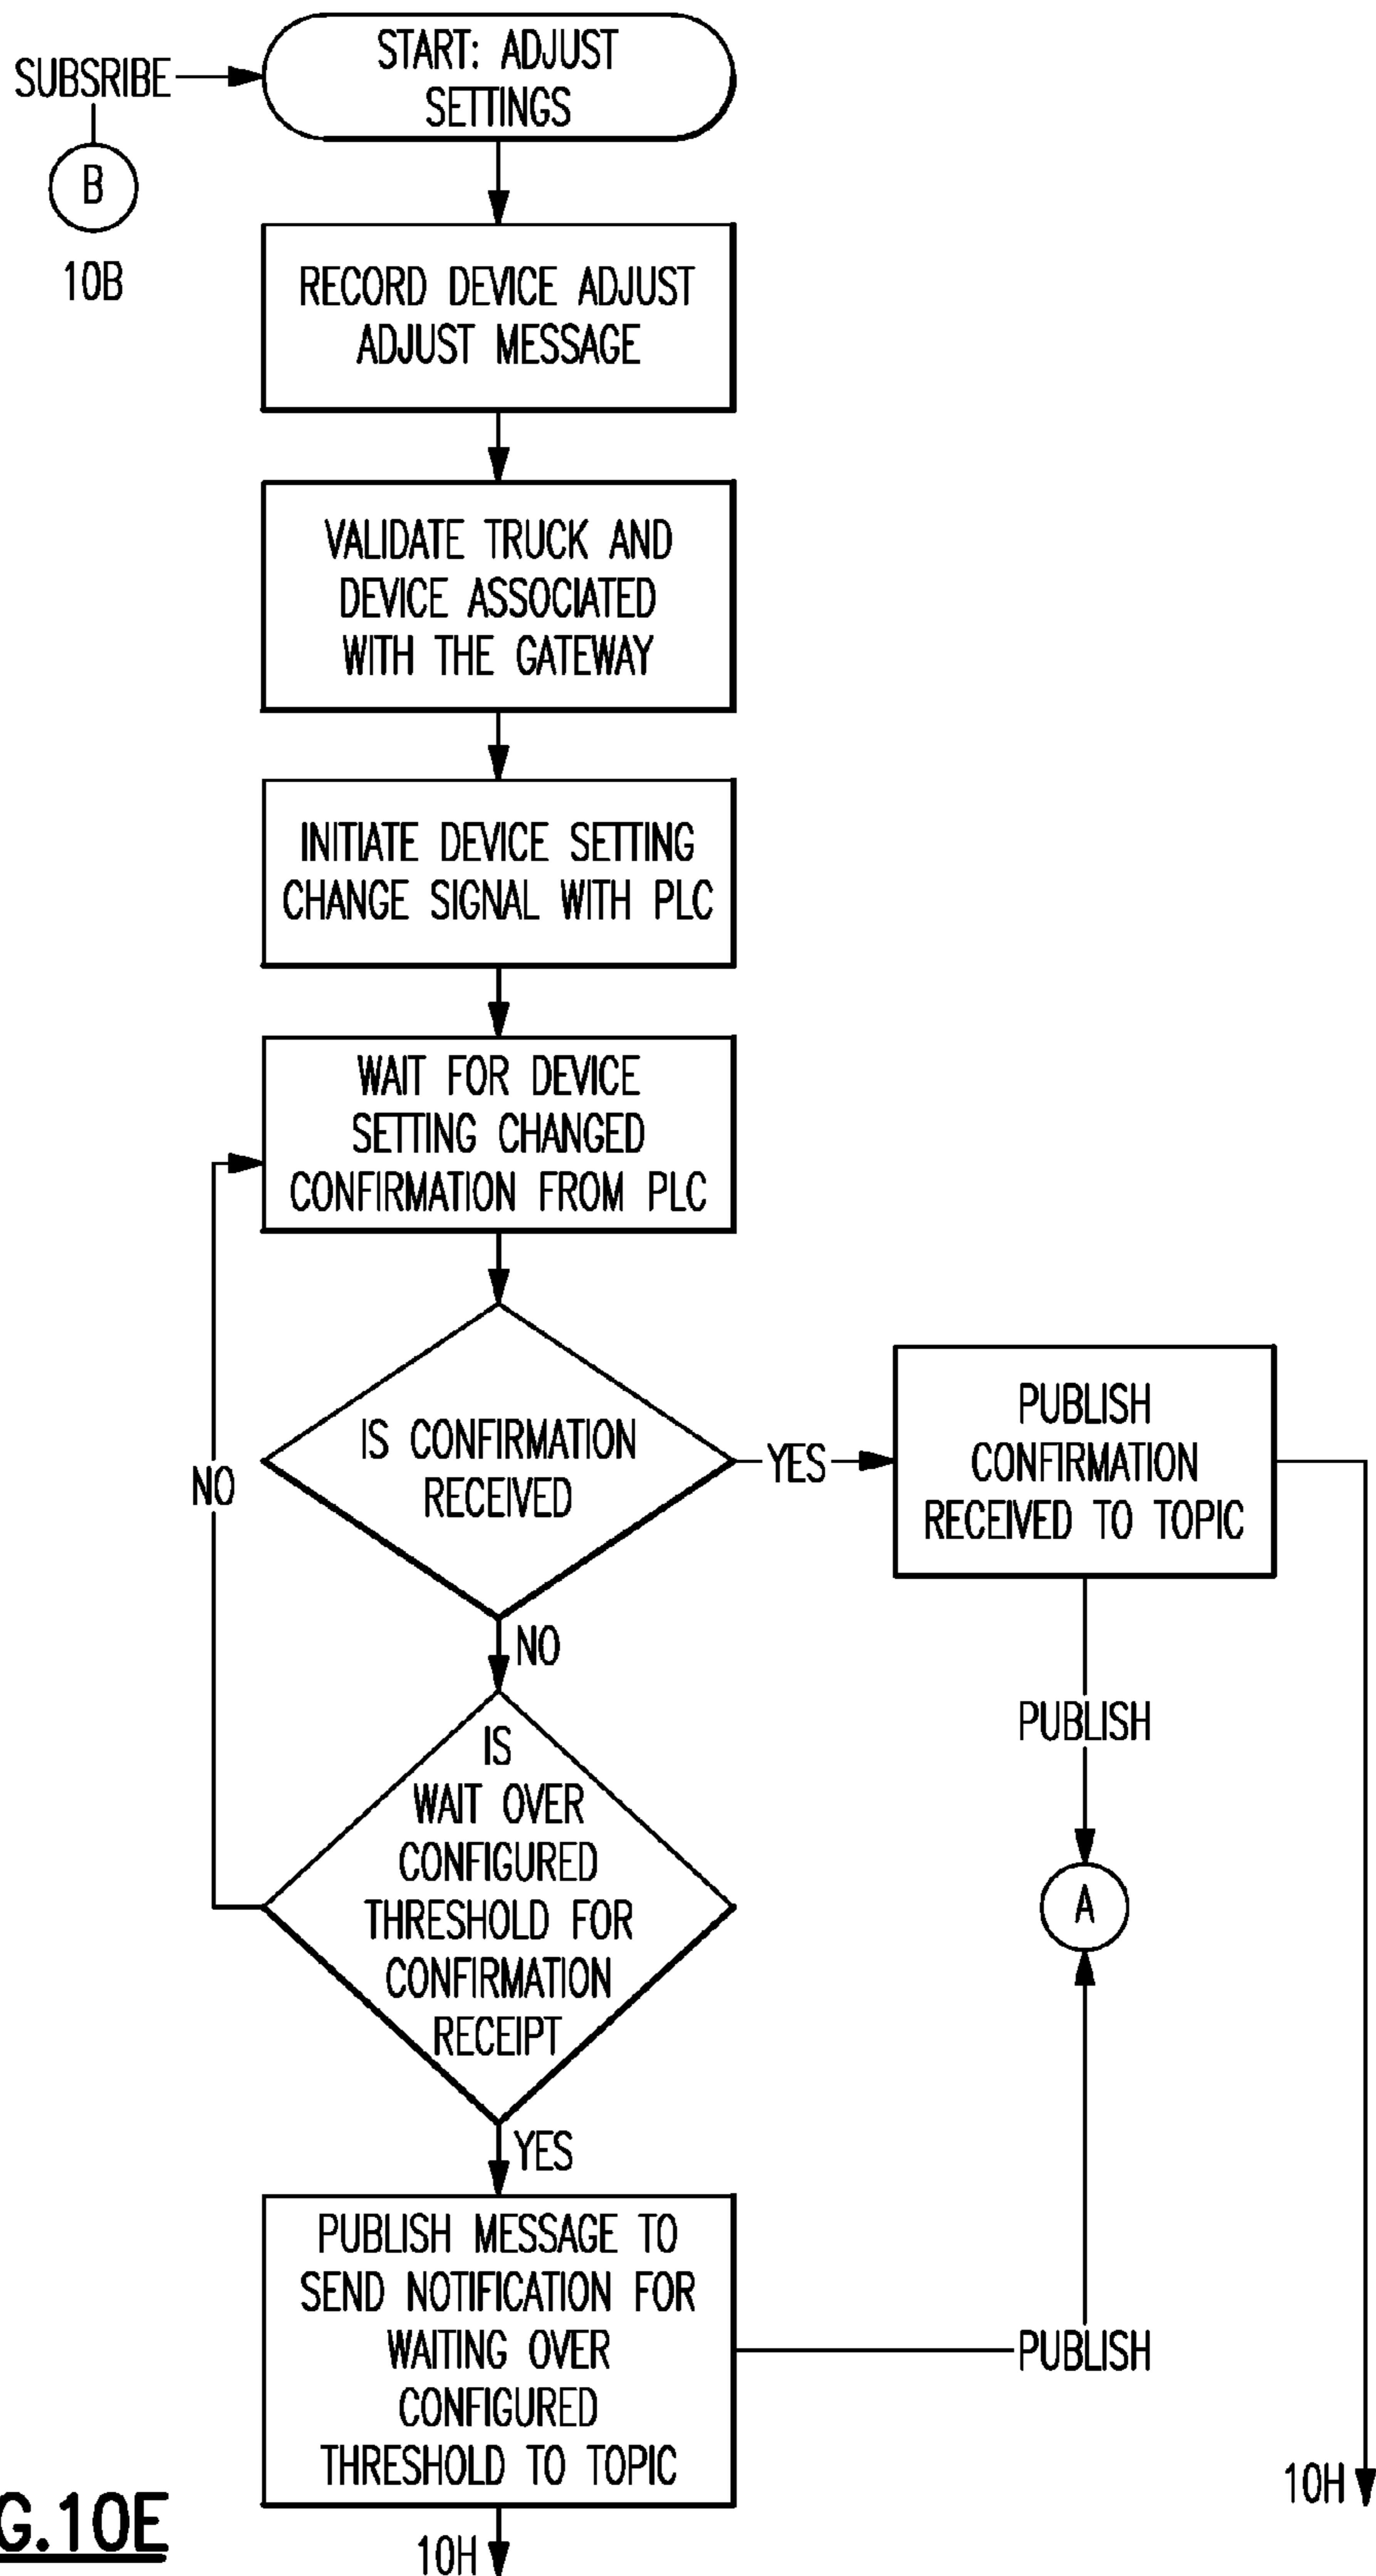 START: ADJUST
SETTINGS
SUBSRIBE
B
10B
RECORD DEVICE ADJUST
ADJUST MESSAGE
VALIDATE TRUCK AND
DEVICE ASSOCIATED
WITH THE GATEWAY
INITIATE DEVICE SETTING
CHANGE SIGNAL WITH PLC
WAIT FOR DEVICE
SETTING CHANGED
CONFIRMATION FROM PLC
IS CONFIRMATION
RECEIVED
YES
PUBLISH
CONFIRMATION
RECEIVED TO TOPIC
NO
NO
IS
WAIT OVER
CONFIGURED
THRESHOLD FOR
CONFIRMATION
RECEIPT
PUBLISH
A
YES
PUBLISH MESSAGE TO
SEND NOTIFICATION FOR
WAITING OVER
CONFIGURED
THRESHOLD TO TOPIC
PUBLISH
10H
10H
G.10E